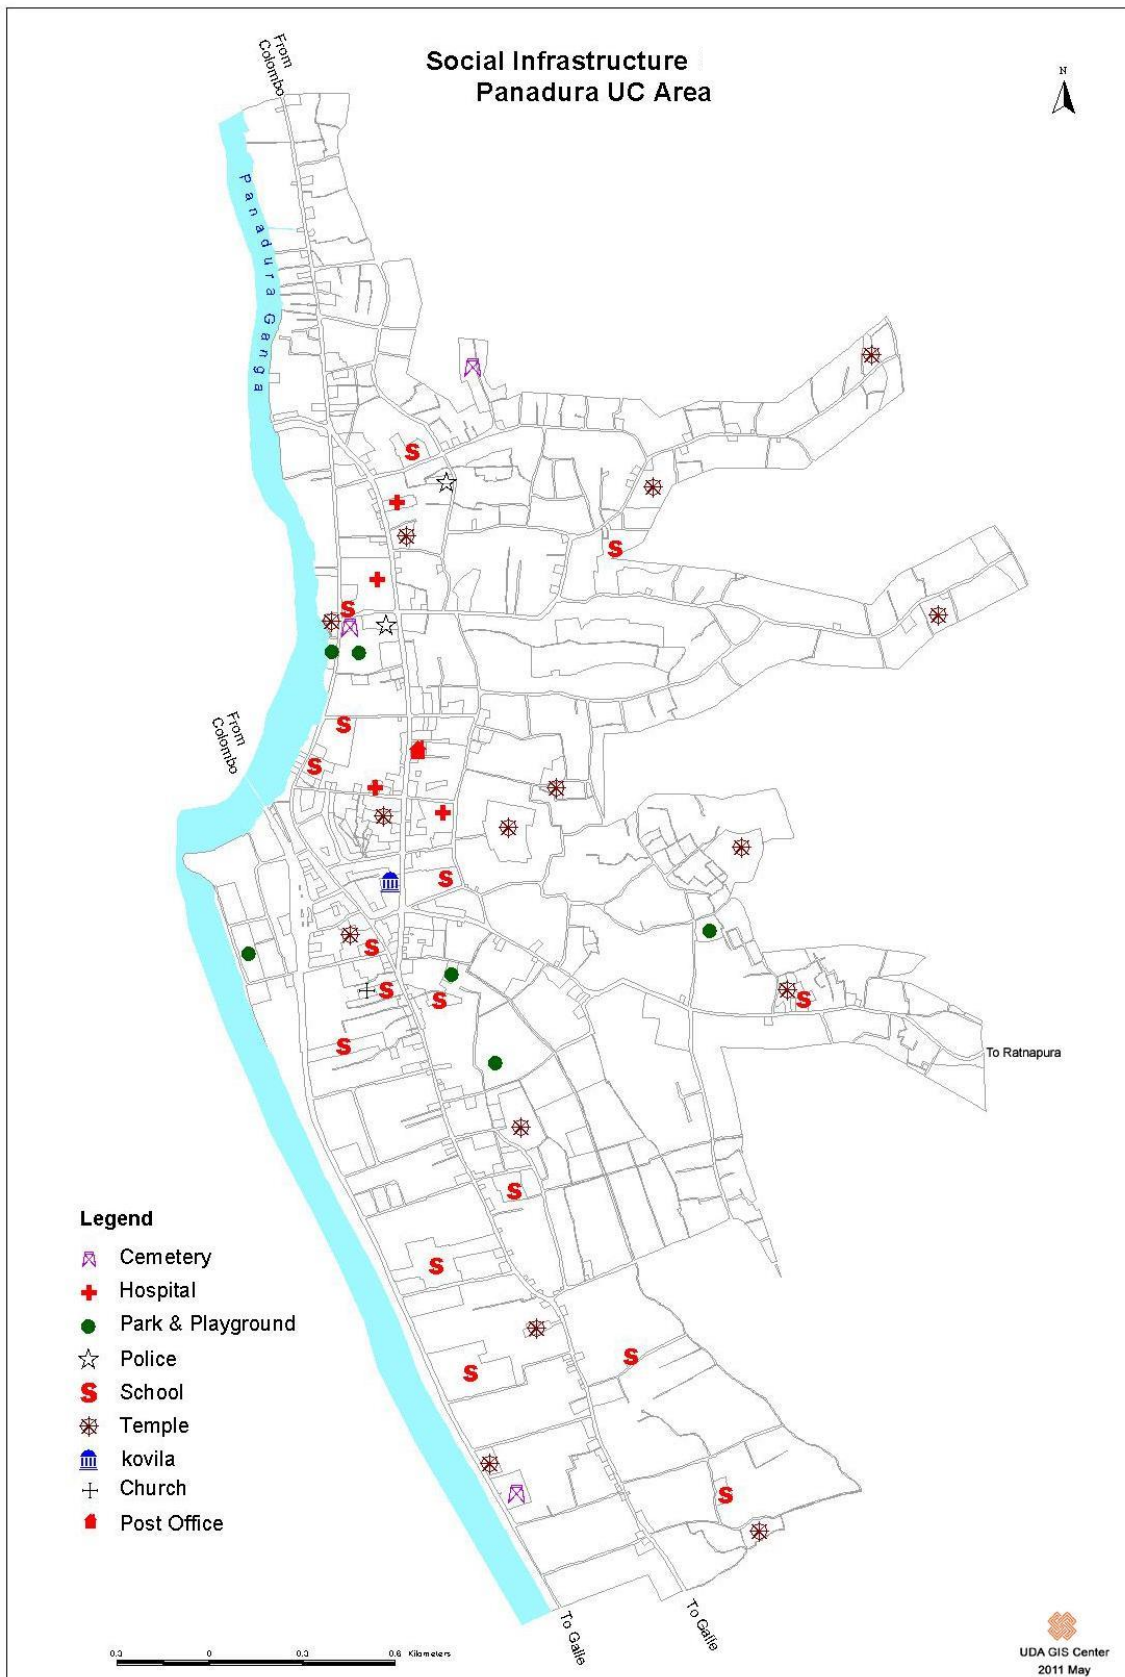 From
Colombo
Social Infrastructure
Panadura UC Area
N
Panadura Ganga
From
Colombo
To Ratnapura
Legend
Cemetery
Hospital
Park & Playground
Police
School
Temple
kovila
Church
Post Office
To Galle
To Galle
0.3 0 0.3 0.6 Kilometers
UDA GIS Center
2011 May